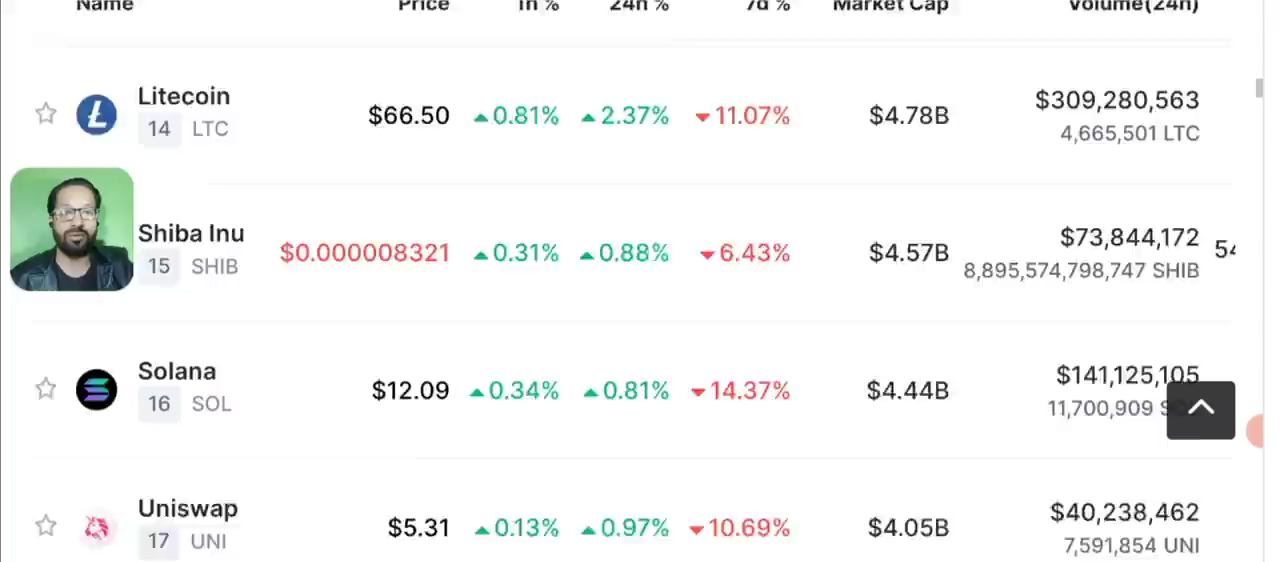 Name Price 1h % 24h % 7d % Market Cap Volume(24h)
Litecoin
14 LTC
$66.50 0.81% 2.37% 11.07% $4.78B $309,280,563
4,665,501 LTC
Shiba Inu
15 SHIB
$0.000008321 0.31% 0.88% 6.43% $4.57B $73,844,172
8,895,574,798,747 SHIB
54
Solana
16 SOL
$12.09 0.34% 0.81% 14.37% $4.44B $141,125,105
11,700,909
Uniswap
17 UNI
$5.31 0.13% 0.97% 10.69% $4.05B $40,238,462
7,591,854 UNI